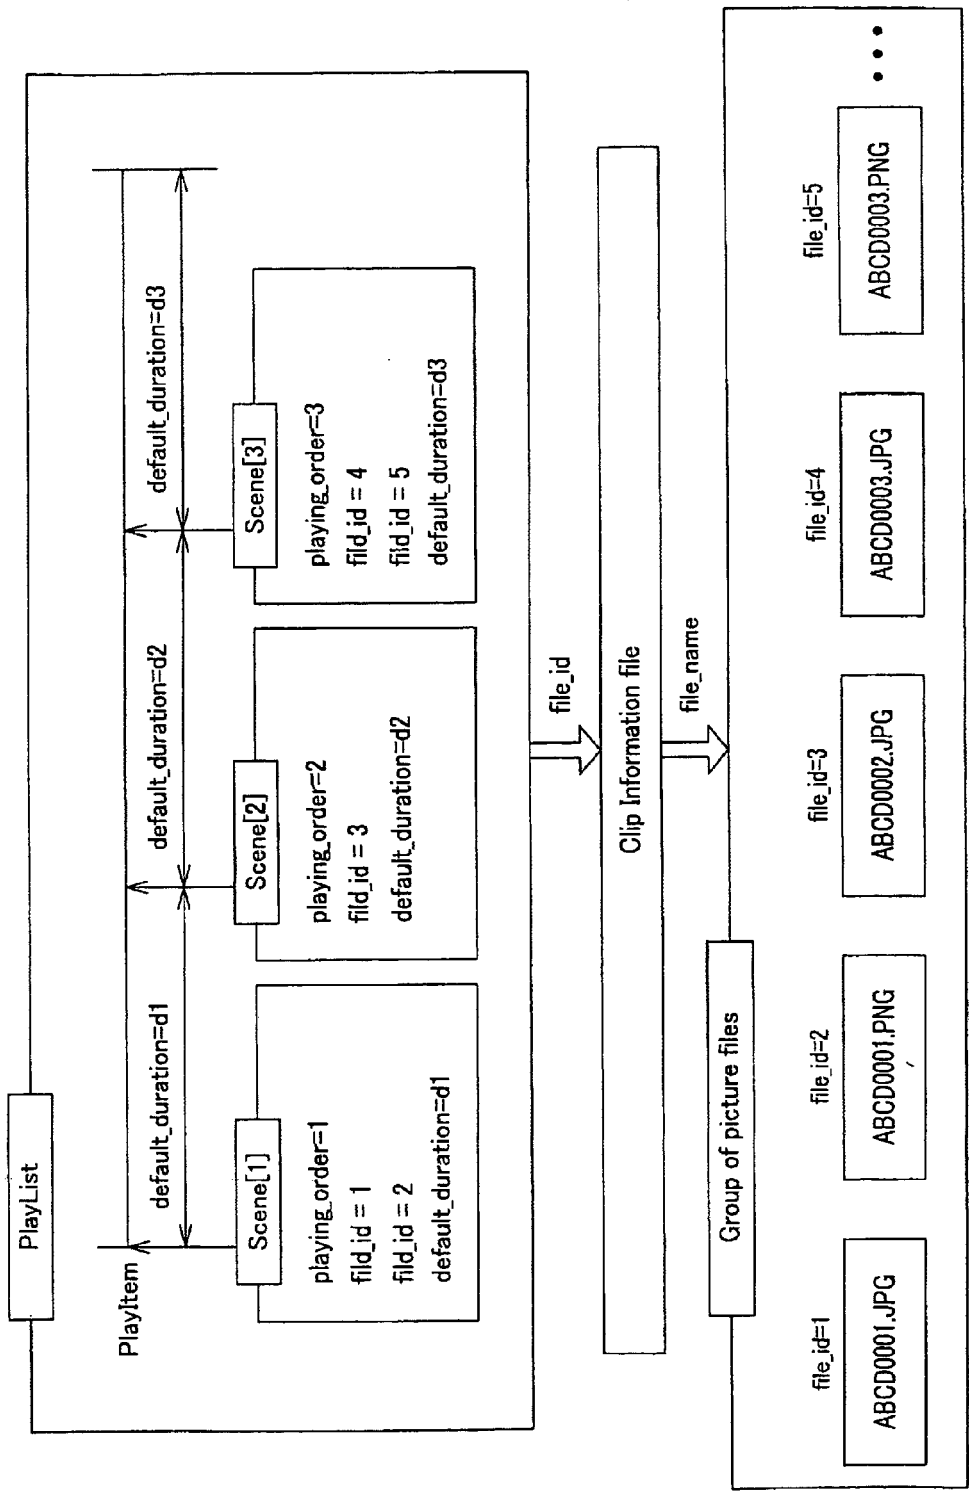 PlayList
PlayItem
default_duration=d1
default_duration=d2
default_duration=d3
Scene[1]
playing_order=1
fild_id = 1
fild_id = 2
default_duration=d1
Scene[2]
playing_order=2
fild_id = 3
default_duration=d2
Scene[3]
playing_order=3
fild_id = 4
fild_id = 5
default_duration=d3
file_id
Clip Information file
file_name
Group of picture files
file_id=1
ABCD0001.JPG
file_id=2
ABCD0001.PNG
file_id=3
ABCD0002.JPG
file_id=4
ABCD0003.JPG
file_id=5
ABCD0003.PNG
• • •